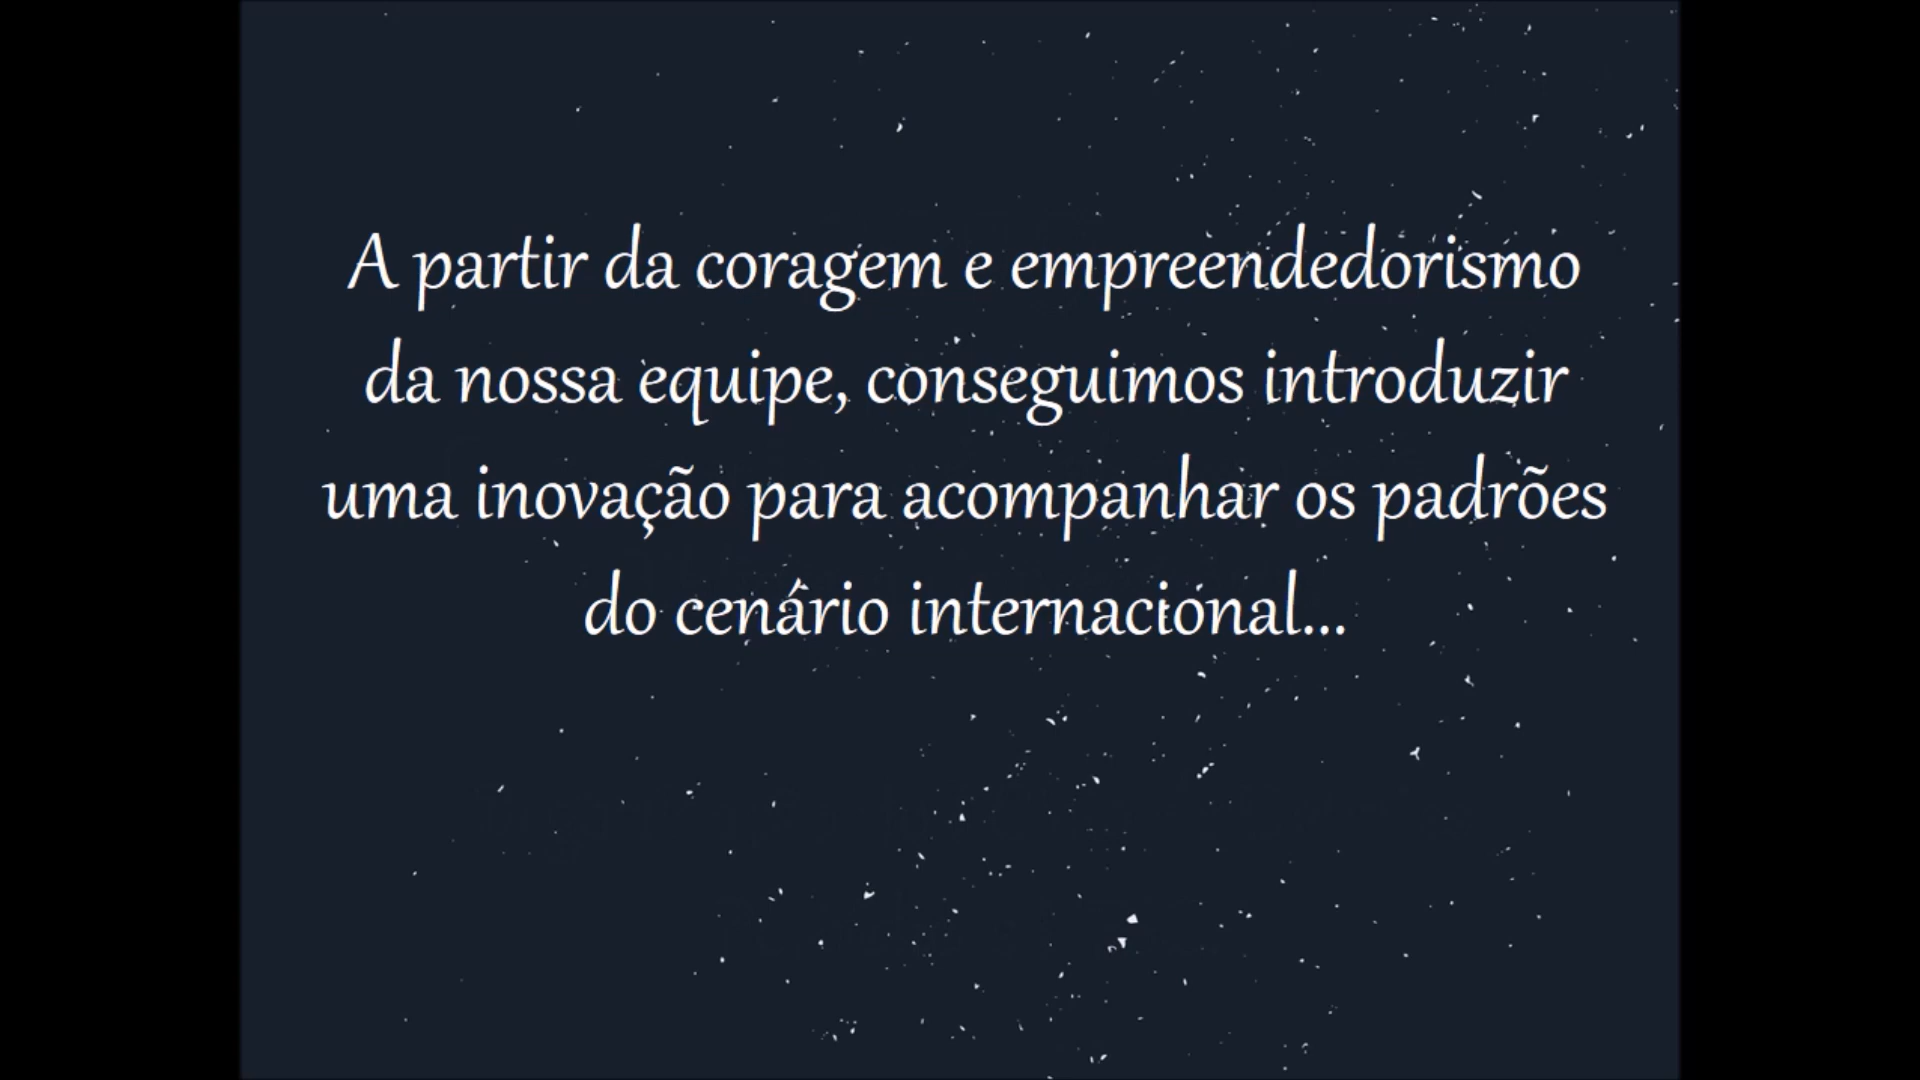 A partir da coragem e empreendedorismo
da nossa equipe, conseguimos introduzir
uma inovação para acompanhar os padrões
do cenário internacional...